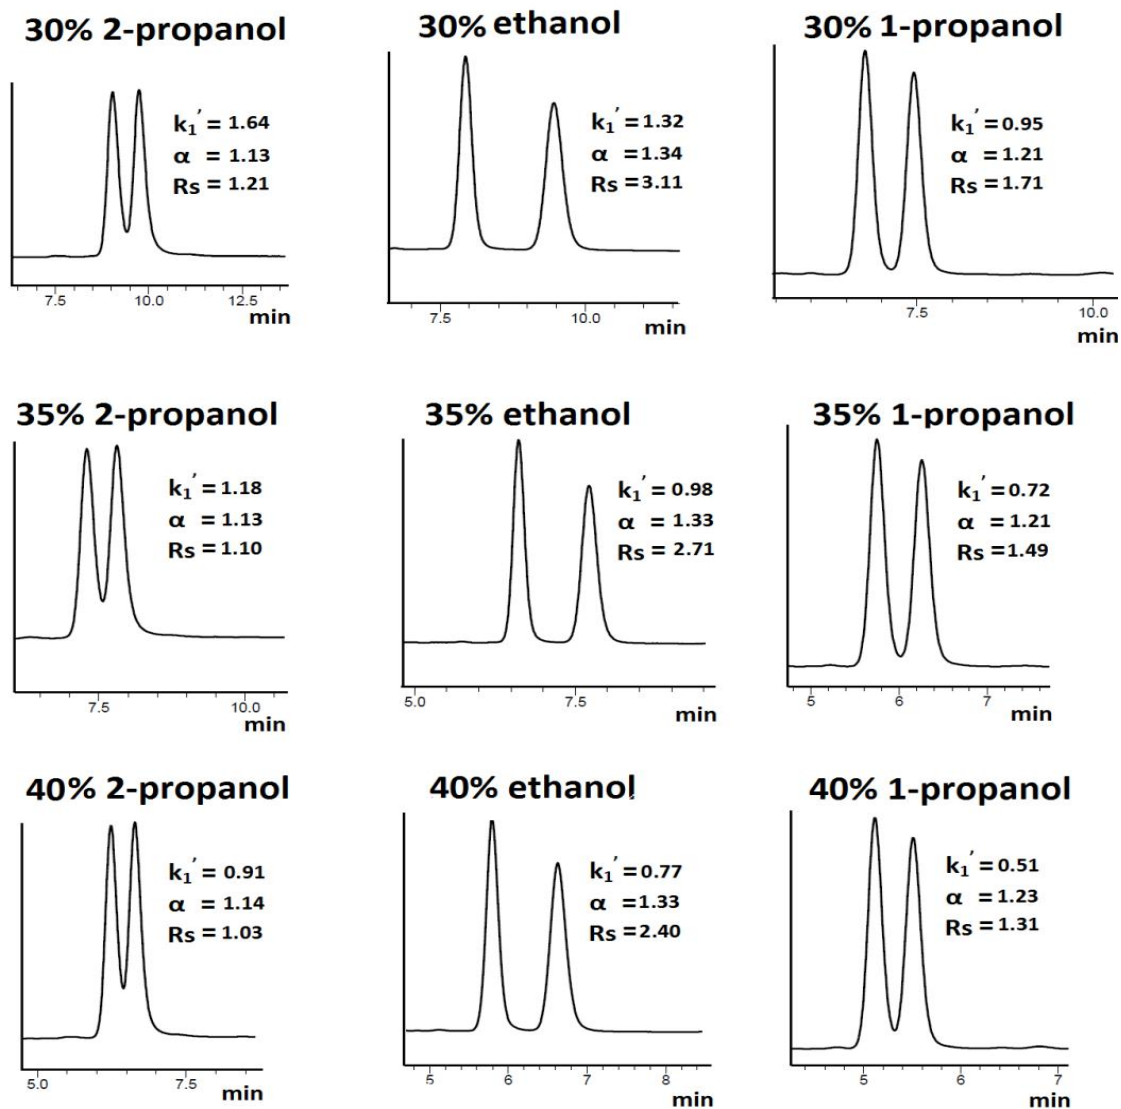 30% 2-propanol
k₁′ = 1.64
α = 1.13
Rs = 1.21
7.5 10.0 12.5
min
30% ethanol
k₁′ =1.32
α =1.34
Rs =3.11
7.5 10.0
min
30% 1-propanol
k₁′ =0.95
α =1.21
Rs =1.71
7.5 10.0
min
35% 2-propanol
k₁′ = 1.18
α = 1.13
Rs = 1.10
7.5 10.0
min
35% ethanol
k₁′ = 0.98
α = 1.33
Rs = 2.71
5.0 7.5
min
35% 1-propanol
k₁′ = 0.72
α = 1.21
Rs =1.49
5 6 7
min
40% 2-propanol
k₁′ = 0.91
α = 1.14
Rs = 1.03
5.0 7.5
min
40% ethanol
k₁′ =0.77
α =1.33
Rs =2.40
5 6 7 8
min
40% 1-propanol
k₁′ =0.51
α =1.23
Rs =1.31
5 6 7
min